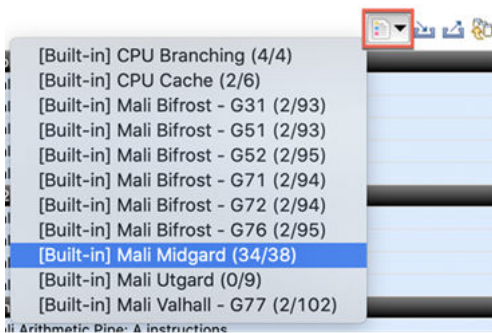 [Built-in] CPU Branching (4/4)
[Built-in] CPU Cache (2/6)
[Built-in] Mali Bifrost - G31 (2/93)
[Built-in] Mali Bifrost - G51 (2/93)
[Built-in] Mali Bifrost - G52 (2/95)
[Built-in] Mali Bifrost - G71 (2/94)
[Built-in] Mali Bifrost - G72 (2/94)
[Built-in] Mali Bifrost - G76 (2/95)
[Built-in] Mali Midgard (34/38)
[Built-in] Mali Utgard (0/9)
[Built-in] Mali Valhall - G77 (2/102)
Arithmetic Pipe: A instructions